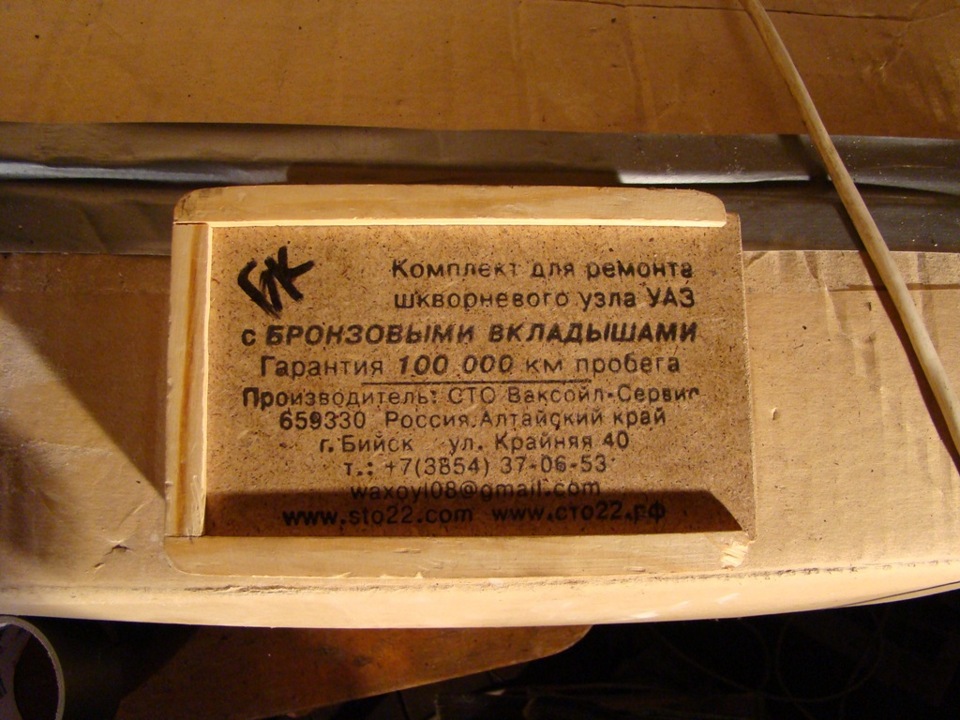 Комплект для ремонта
шкворневого узла УАЗ
с БРОНЗОВЫМИ ВКЛАДЫШАМИ
Гарантия 100 000 км пробега
Производитель: СТО Ваксойл-Сервис
659330 Россия.Алтайский край
г.Бийск ул. Крайняя 40
т.: +7(3854) 37-06-53
waxoyl08@gmail.com
www.sto22.com www.сто22.рф